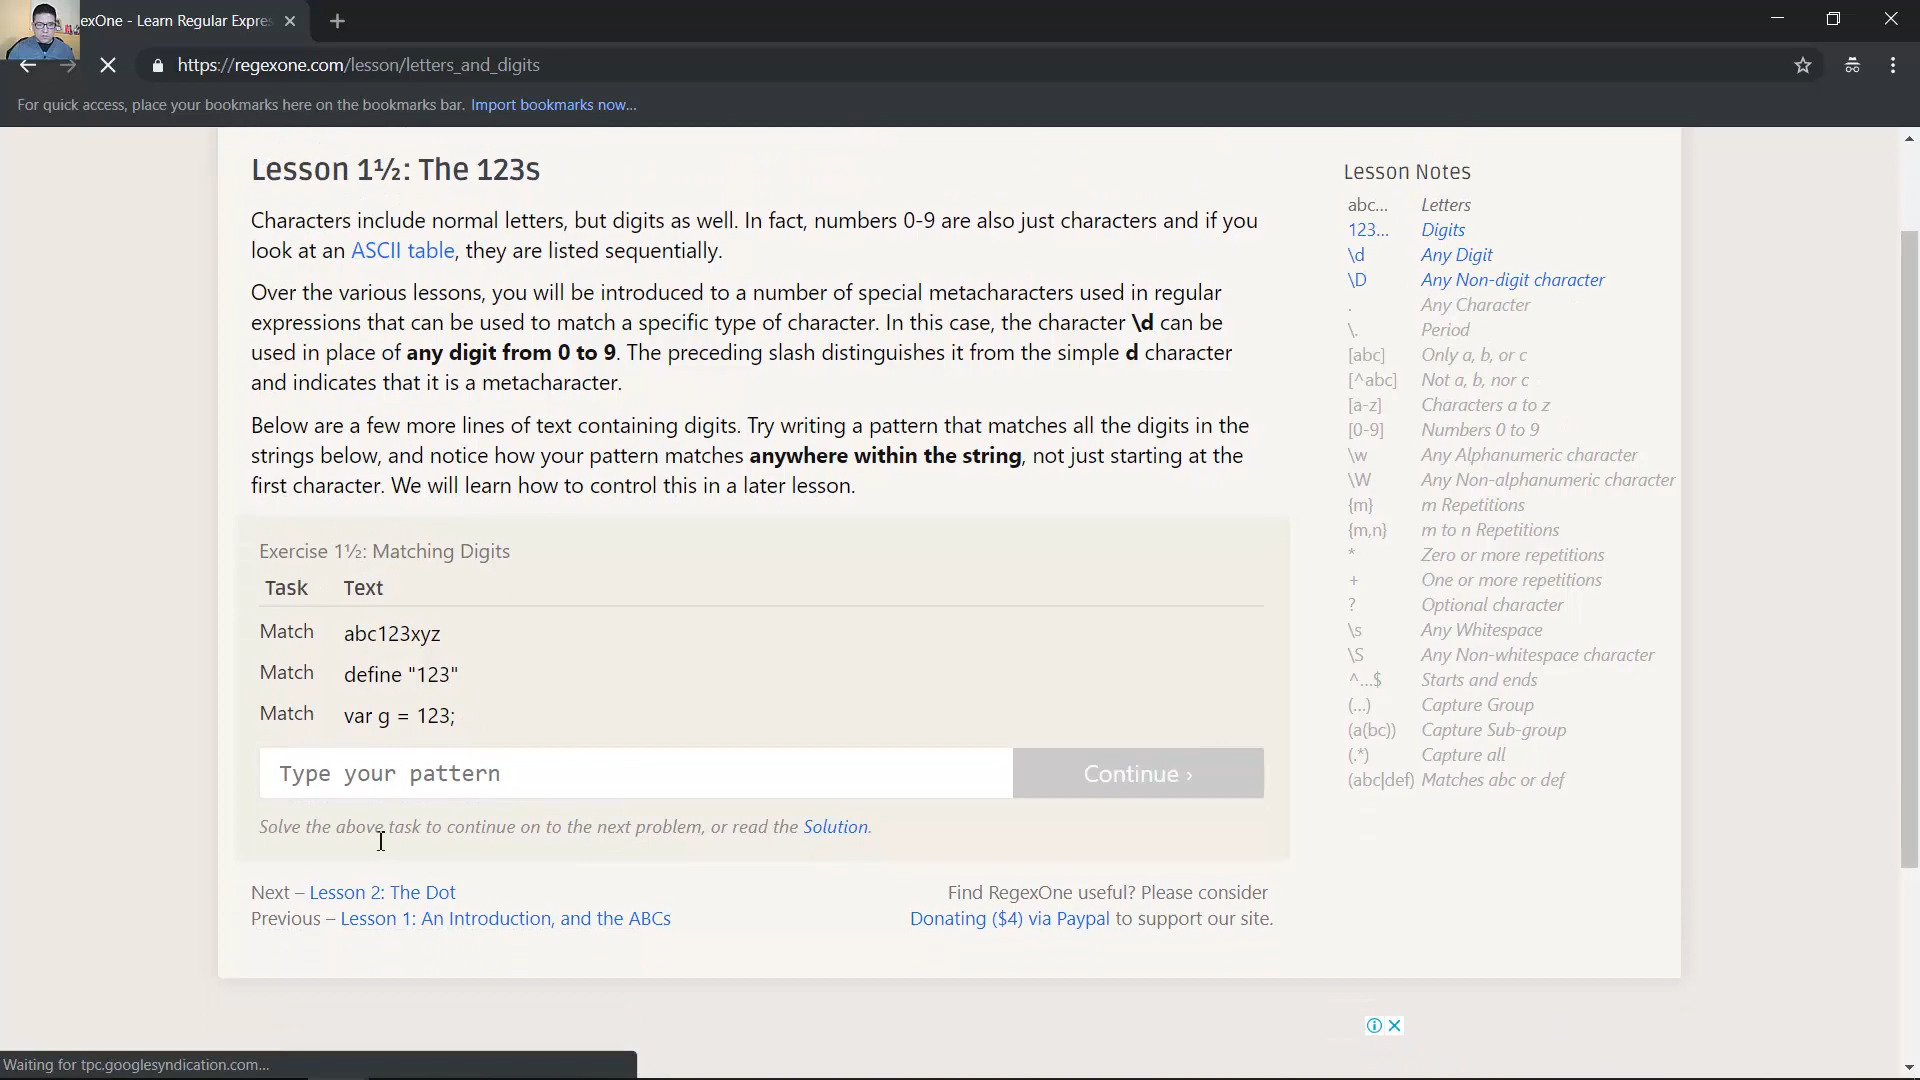 exOne - Learn Regular Expres
https://regexone.com/lesson/letters_and_digits
For quick access, place your bookmarks here on the bookmarks bar. Import bookmarks now...
Lesson 1½: The 123s
Characters include normal letters, but digits as well. In fact, numbers 0-9 are also just characters and if you
look at an ASCII table, they are listed sequentially.
Over the various lessons, you will be introduced to a number of special metacharacters used in regular
expressions that can be used to match a specific type of character. In this case, the character \d can be
used in place of any digit from 0 to 9. The preceding slash distinguishes it from the simple d character
and indicates that it is a metacharacter.
Below are a few more lines of text containing digits. Try writing a pattern that matches all the digits in the
strings below, and notice how your pattern matches anywhere within the string, not just starting at the
first character. We will learn how to control this in a later lesson.
Exercise 1½: Matching Digits
Task Text
Match abc123xyz
Match define "123"
Match var g = 123;
Type your pattern
Continue ›
Solve the above task to continue on to the next problem, or read the Solution.
Next – Lesson 2: The Dot
Previous – Lesson 1: An Introduction, and the ABCs
Find RegexOne useful? Please consider
Donating ($4) via Paypal to support our site.
Lesson Notes
abc... Letters
123... Digits
\d Any Digit
\D Any Non-digit character
. Any Character
\. Period
[abc] Only a, b, or c
[^abc] Not a, b, nor c
[a-z] Characters a to z
[0-9] Numbers 0 to 9
\w Any Alphanumeric character
\W Any Non-alphanumeric character
{m} m Repetitions
{m,n} m to n Repetitions
* Zero or more repetitions
+ One or more repetitions
? Optional character
\s Any Whitespace
\S Any Non-whitespace character
^...$ Starts and ends
(...) Capture Group
(a(bc)) Capture Sub-group
(.*) Capture all
(abc|def) Matches abc or def
Waiting for tpc.googlesyndication.com...